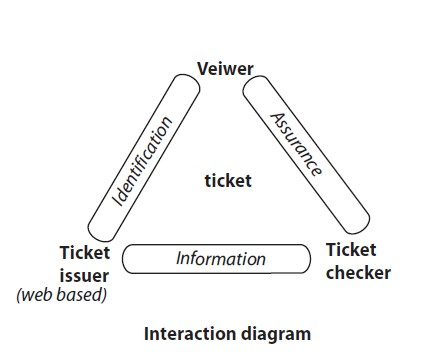 Veiwer
Identification
Assurance
ticket
Ticket
issuer
(web based)
Information
Ticket
checker
Interaction diagram